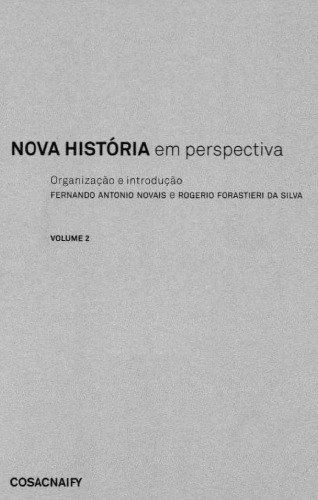 NOVA HISTÓRIA em perspectiva
Organização e introdução
FERNANDO ANTONIO NOVAIS e ROGERIO FORASTIERI DA SILVA
VOLUME 2
COSACNAIFY